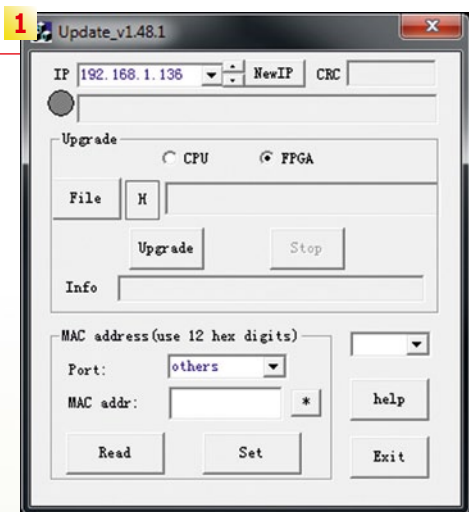 1
Update_v1.48.1
IP 192.168.1.136 NewIP CRC
Upgrade
CPU FPGA
File H
Upgrade Stop
Info
MAC address(use 12 hex digits)
Port: others
MAC addr: * help
Read Set Exit